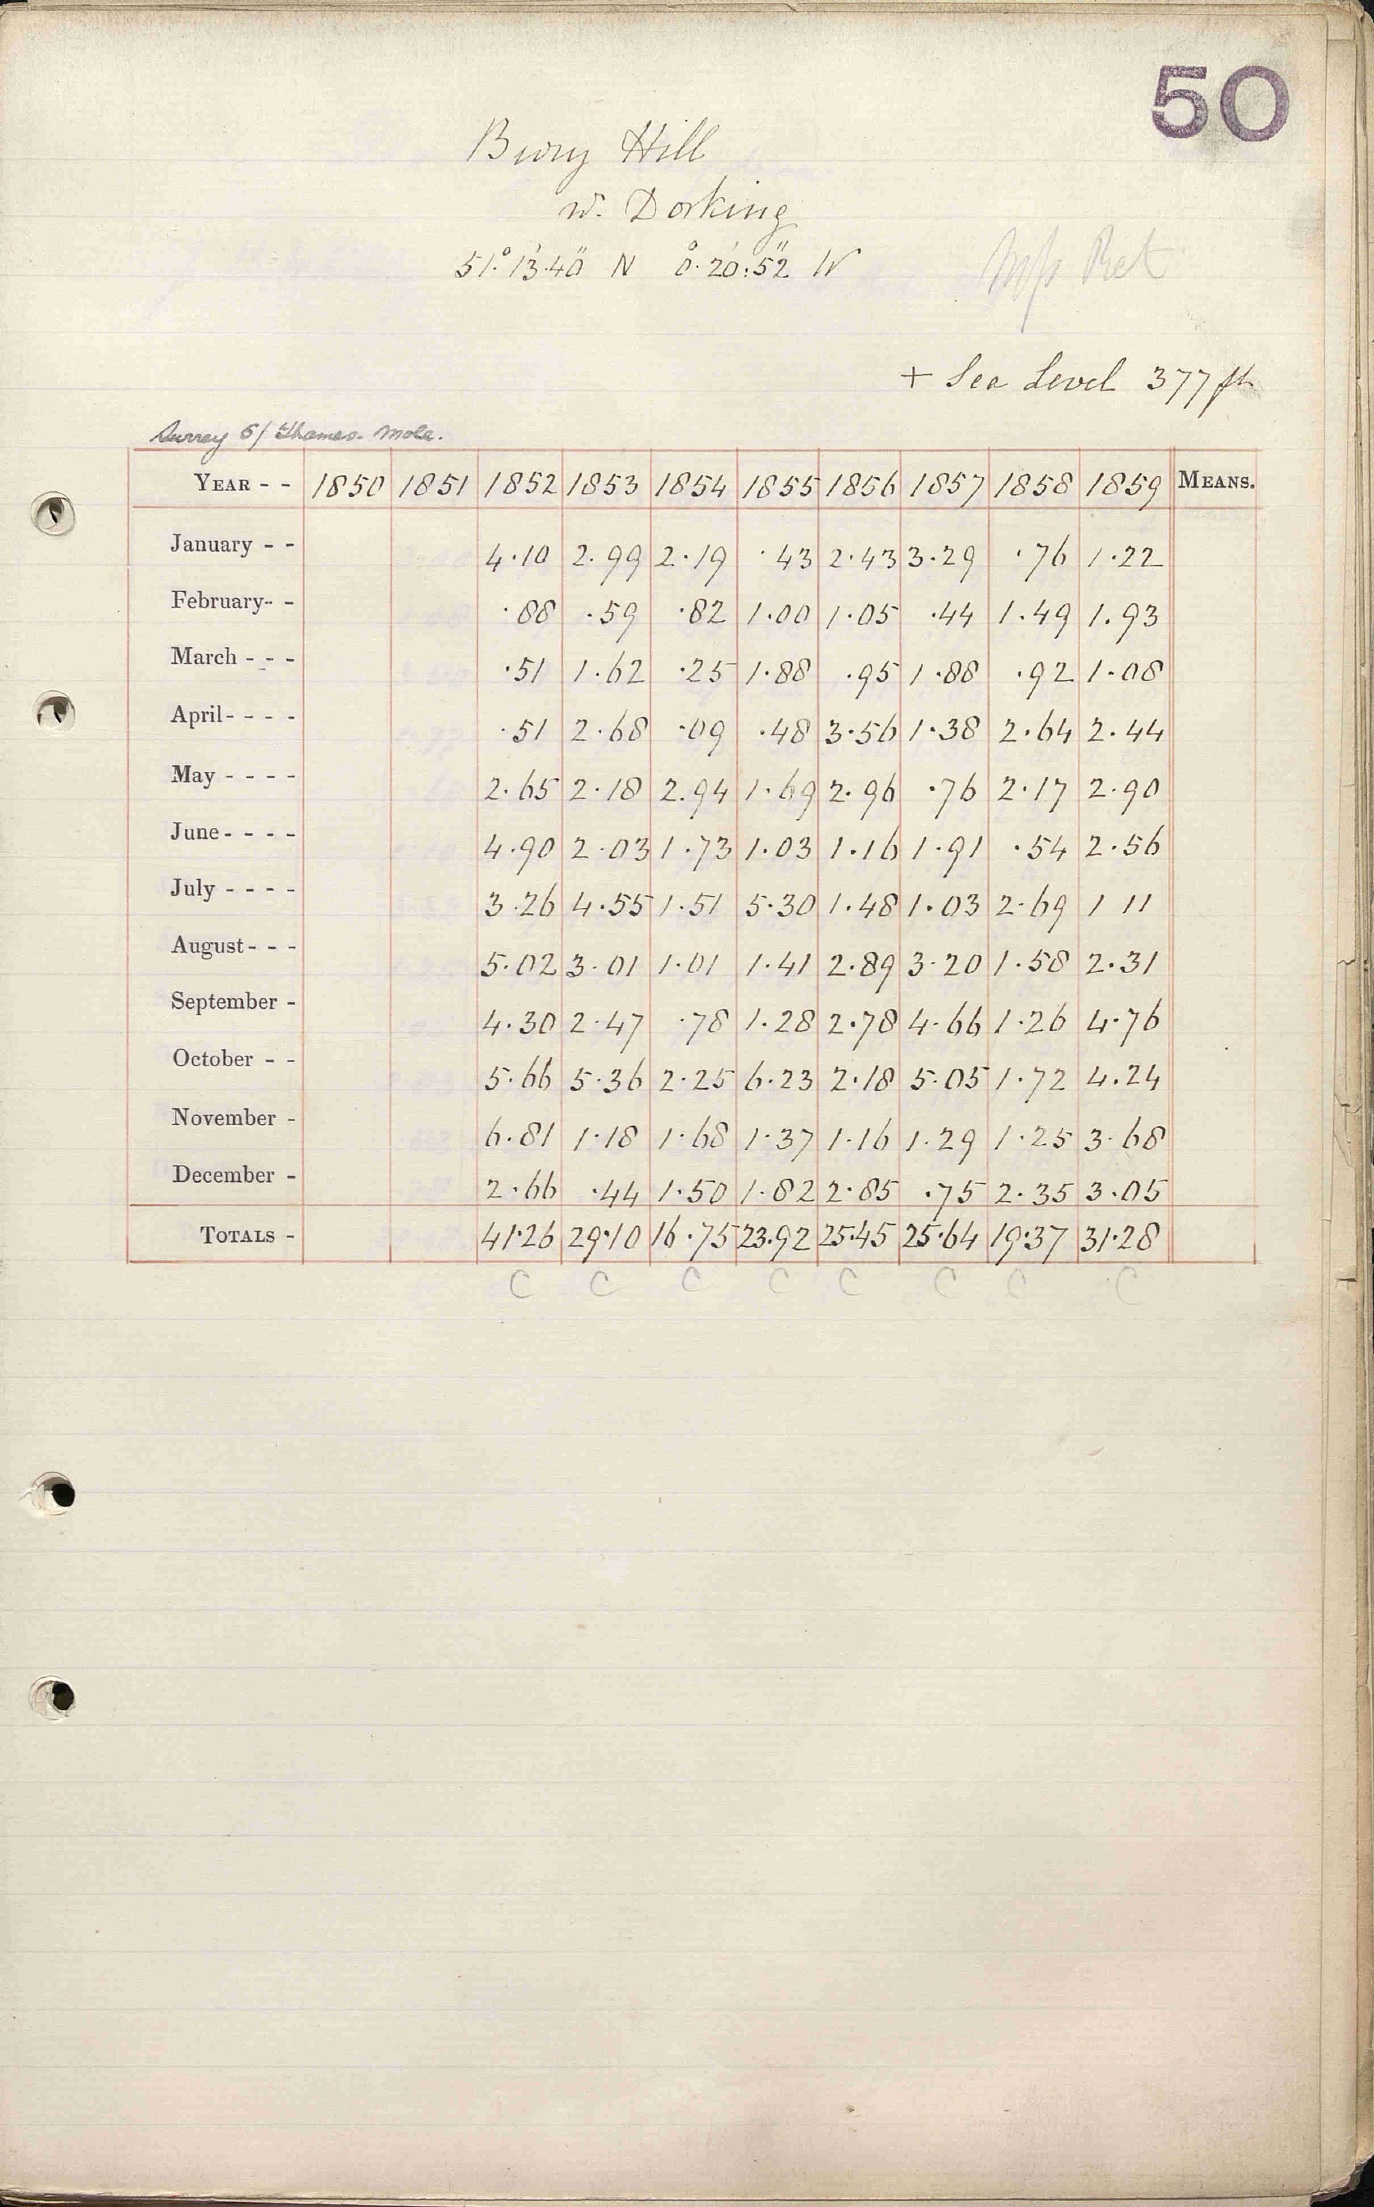 50
Bury Hill
nr. Dorking
51.° 13'.40" N 0°.20':52" W
+ Sea Level 377 ft
Surrey 5/ Thames. Mole.
YEAR - - 1850 1851 1852 1853 1854 1855 1856 1857 1858 1859 MEANS.
January - - 4.10 2.99 2.19 .43 2.43 3.29 .76 1.22
February- - .88 .59 .82 1.00 1.05 .44 1.49 1.93
March - - - .51 1.62 .25 1.88 .95 1.88 .92 1.08
April - - - - .51 2.68 .09 .48 3.56 1.38 2.64 2.44
May - - - - 2.65 2.18 2.94 1.69 2.96 .76 2.17 2.90
June - - - - 4.90 2.03 1.73 1.03 1.16 1.91 .54 2.56
July - - - - 3.26 4.55 1.51 5.30 1.48 1.03 2.69 1 11
August - - - 5.02 3.01 1.01 1.41 2.89 3.20 1.58 2.31
September - 4.30 2.47 .78 1.28 2.78 4.66 1.26 4.76
October - - 5.66 5.36 2.25 6.23 2.18 5.05 1.72 4.24
November - 6.81 1.18 1.68 1.37 1.16 1.29 1.25 3.68
December - 2.66 .44 1.50 1.82 2.85 .75 2.35 3.05
TOTALS - 41.26 29.10 16.75 23.92 25.45 25.64 19.37 31.28
C C C C C C C C